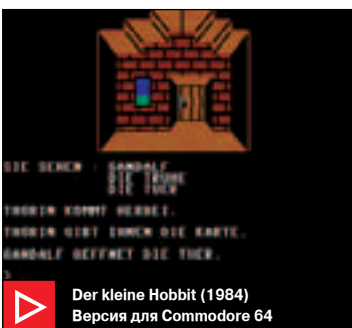 SIE SEHEN : GANDALF
DIE TRUHE
DIE TUER
THORIN KOMMT HERBEI.
THORIN GIBT IHNEN DIE KARTE.
GANDALF OEFFNET DIE TUER.
>
Der kleine Hobbit (1984)
Версия для Commodore 64